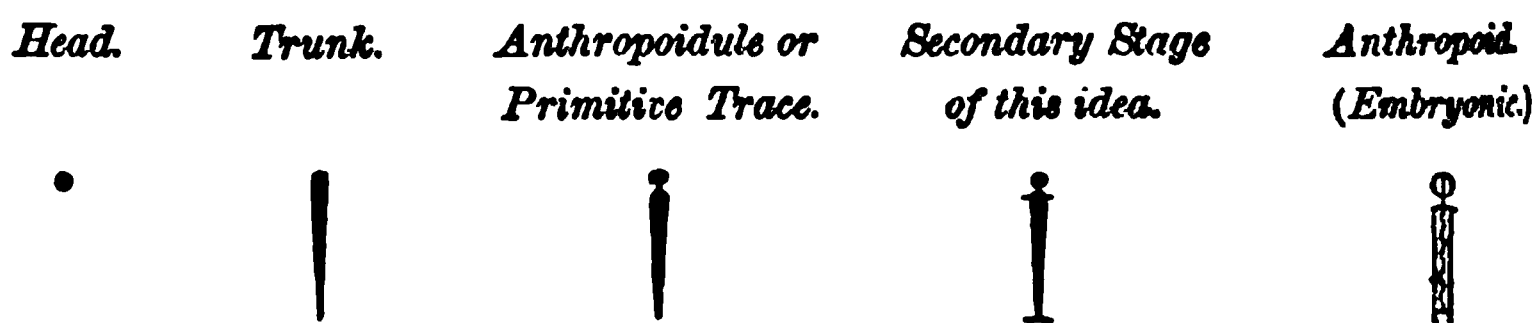 Head. Trunk. Anthropoidule or Secondary Stage Anthropoid.
Primitive Trace. of this idea. (Embryonic.)